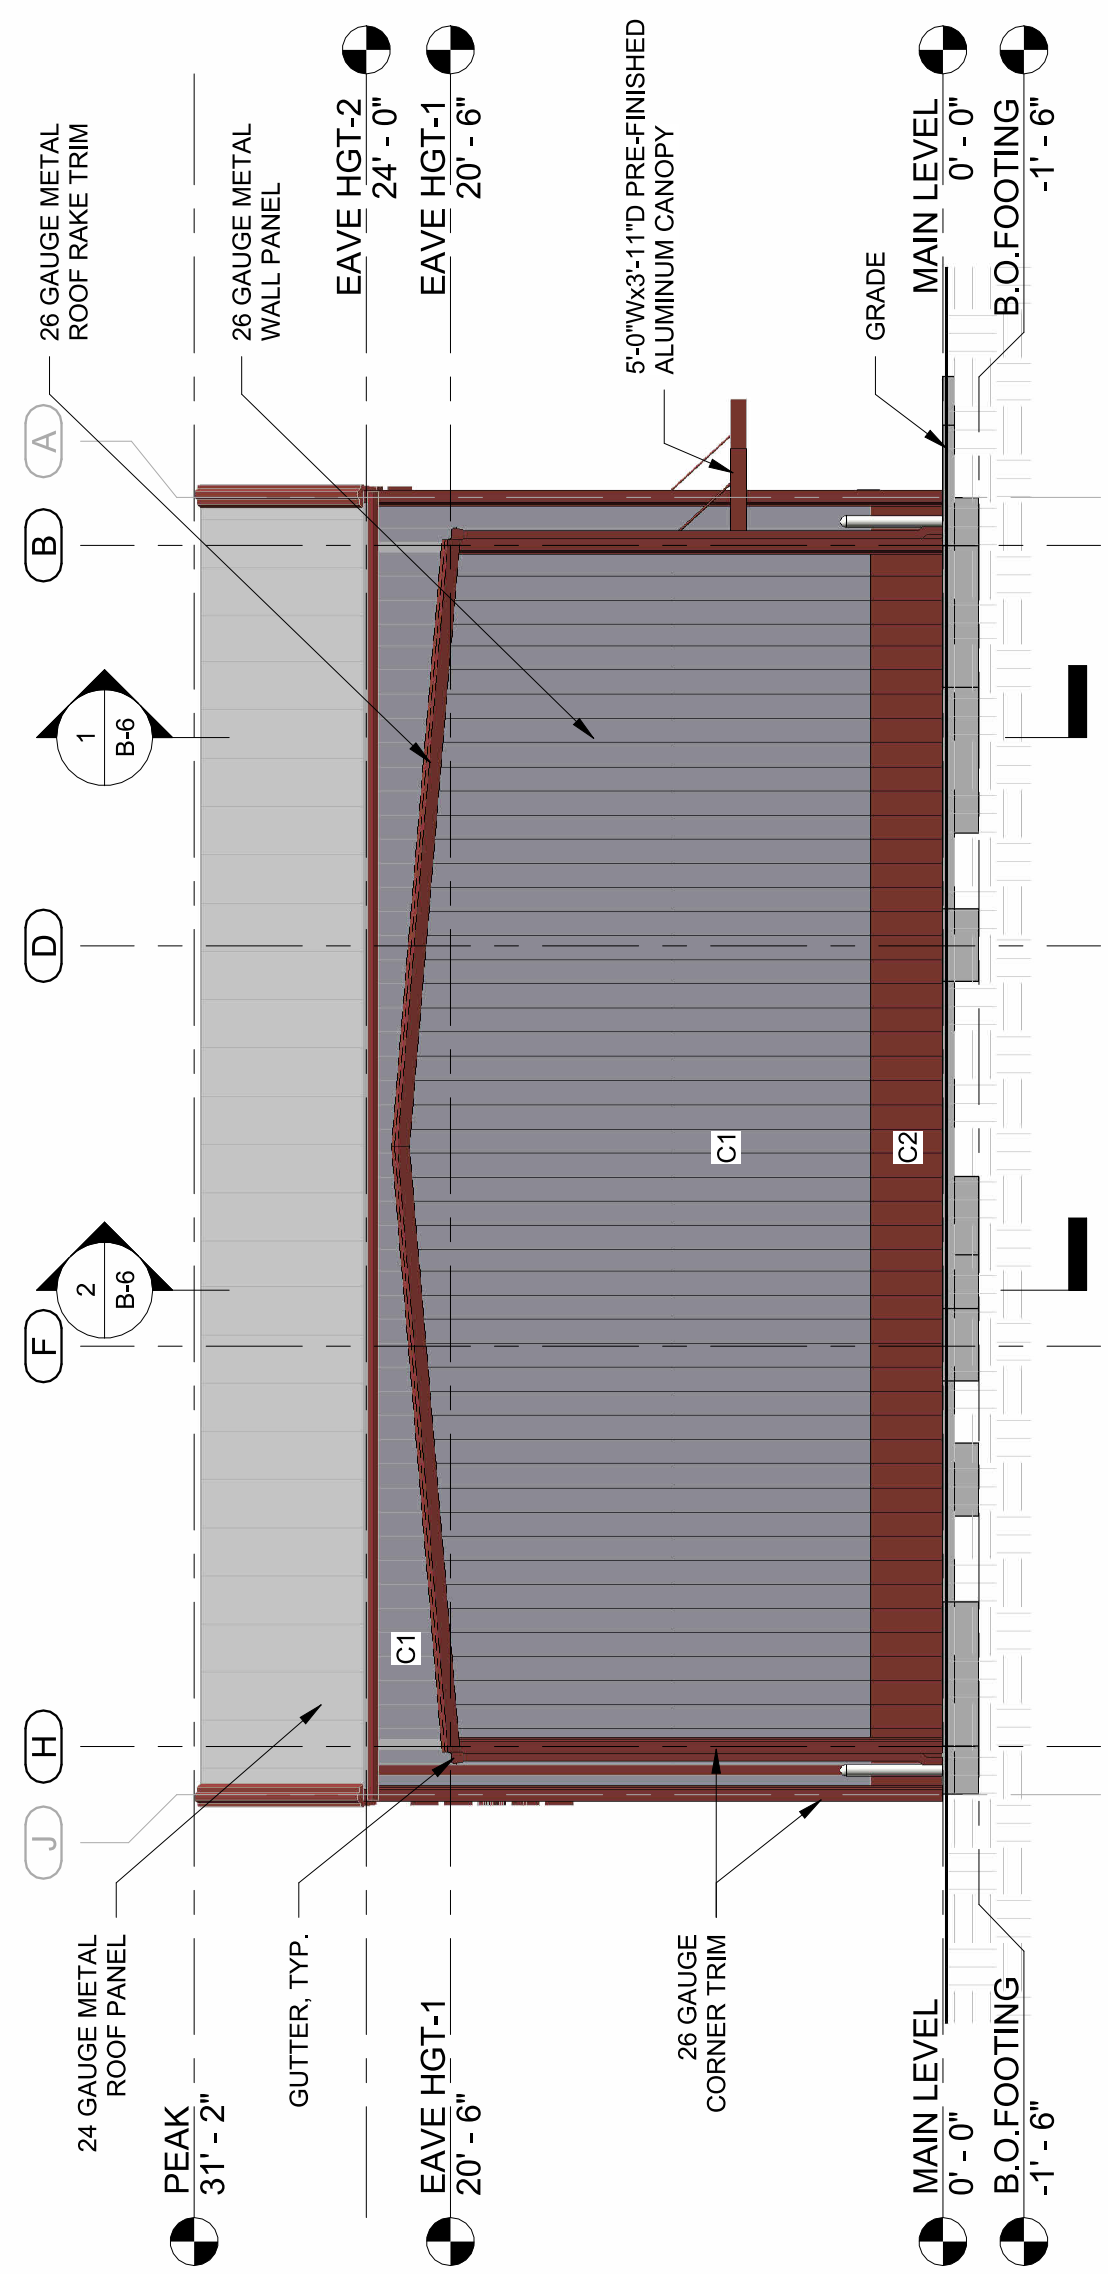 J
H
F
D
B
A
2
B-6
1
B-6
24 GAUGE METAL
ROOF PANEL
GUTTER, TYP.
26 GAUGE
CORNER TRIM
PEAK
31' - 2"
EAVE HGT-1
20' - 6"
MAIN LEVEL
0' - 0"
B.O.FOOTING
-1' - 6"
C1
C1
C2
26 GAUGE METAL
ROOF RAKE TRIM
26 GAUGE METAL
WALL PANEL
EAVE HGT-2
24' - 0"
EAVE HGT-1
20' - 6"
5'-0"Wx3'-11"D PRE-FINISHED
ALUMINUM CANOPY
GRADE
MAIN LEVEL
0' - 0"
B.O.FOOTING
-1' - 6"